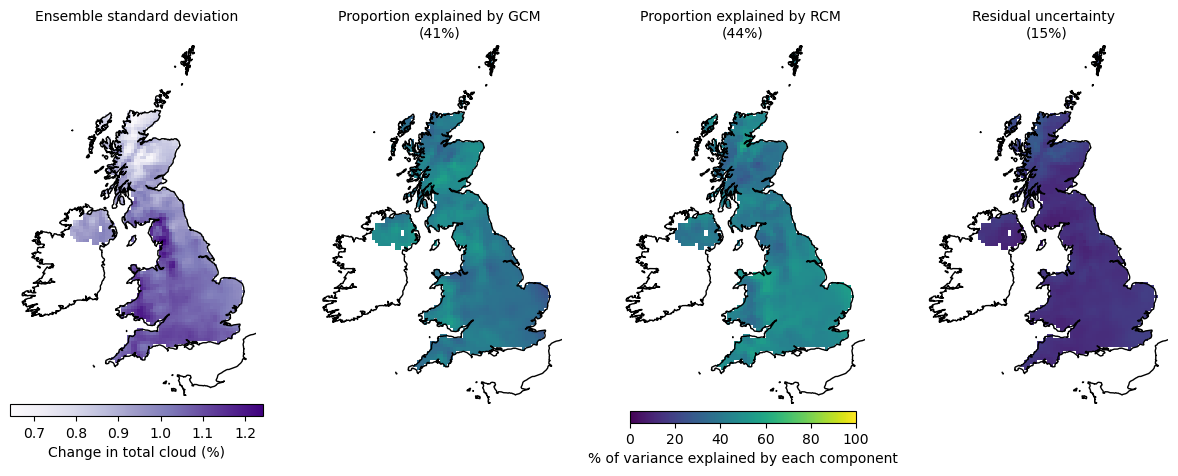 Ensemble standard deviation
Proportion explained by GCM
(41%)
Proportion explained by RCM
(44%)
Residual uncertainty
(15%)
0.7 0.8 0.9 1.0 1.1 1.2
Change in total cloud (%)
0 20 40 60 80 100
% of variance explained by each component